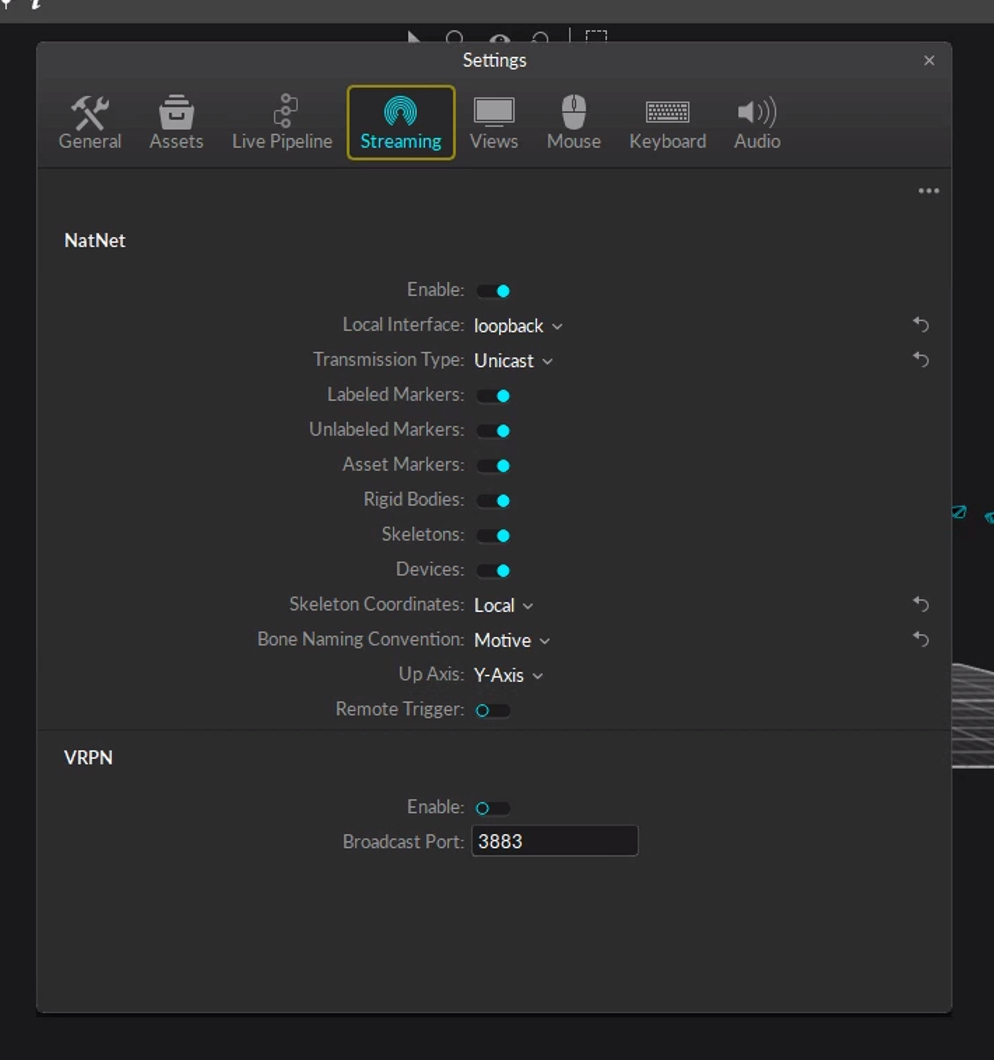 Settings
General Assets Live Pipeline Streaming Views Mouse Keyboard Audio
NatNet
Enable:
Local Interface: loopback
Transmission Type: Unicast
Labeled Markers:
Unlabeled Markers:
Asset Markers:
Rigid Bodies:
Skeletons:
Devices:
Skeleton Coordinates: Local
Bone Naming Convention: Motive
Up Axis: Y-Axis
Remote Trigger:
VRPN
Enable:
Broadcast Port: 3883